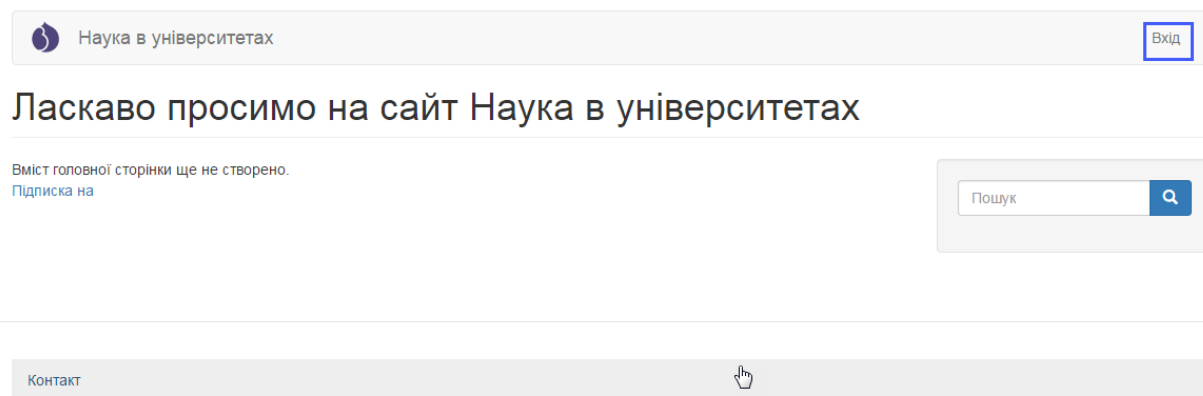 Наука в університетах
Вхід
Ласкаво просимо на сайт Наука в університетах
Вміст головної сторінки ще не створено.
Підписка на
Пошук
Контакт